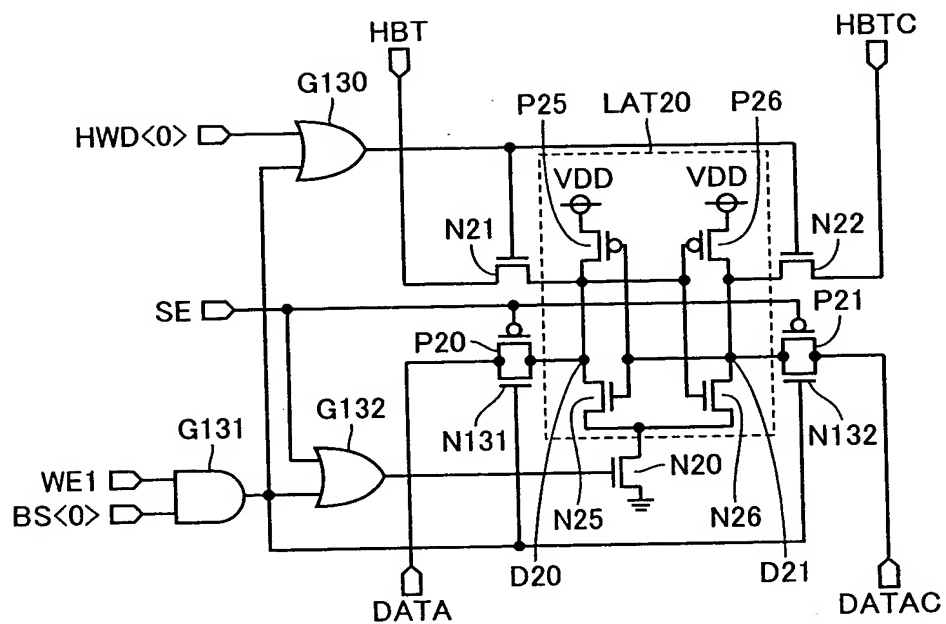 HBT
HBTC
G130
P25
LAT20
P26
HWD<0>
VDD
VDD
N21
N22
SE
P21
P20
G132
G131
N131
N132
WE1
N20
BS<0>
N25
N26
D20
D21
DATA
DATAC